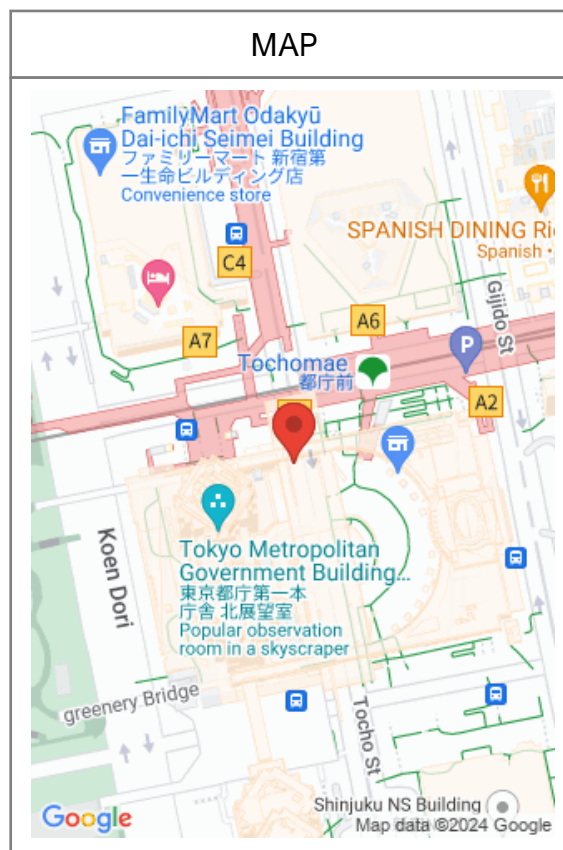 MAP
FamilyMart Odakyū
Dai-ichi Seimei Building
ファミリーマート 新宿第
一生命ビルディング店
Convenience store
SPANISH DINING Ri
Spanish •
C4
Gijido St
A6
A7
P
Tochomae
都庁前
A2
Koen Dori
Tokyo Metropolitan
Government Building...
東京都庁第一本
庁舎 北展望室
Popular observation
room in a skyscraper
greenery Bridge
Tocho St
Shinjuku NS Building
Google
Map data ©2024 Google